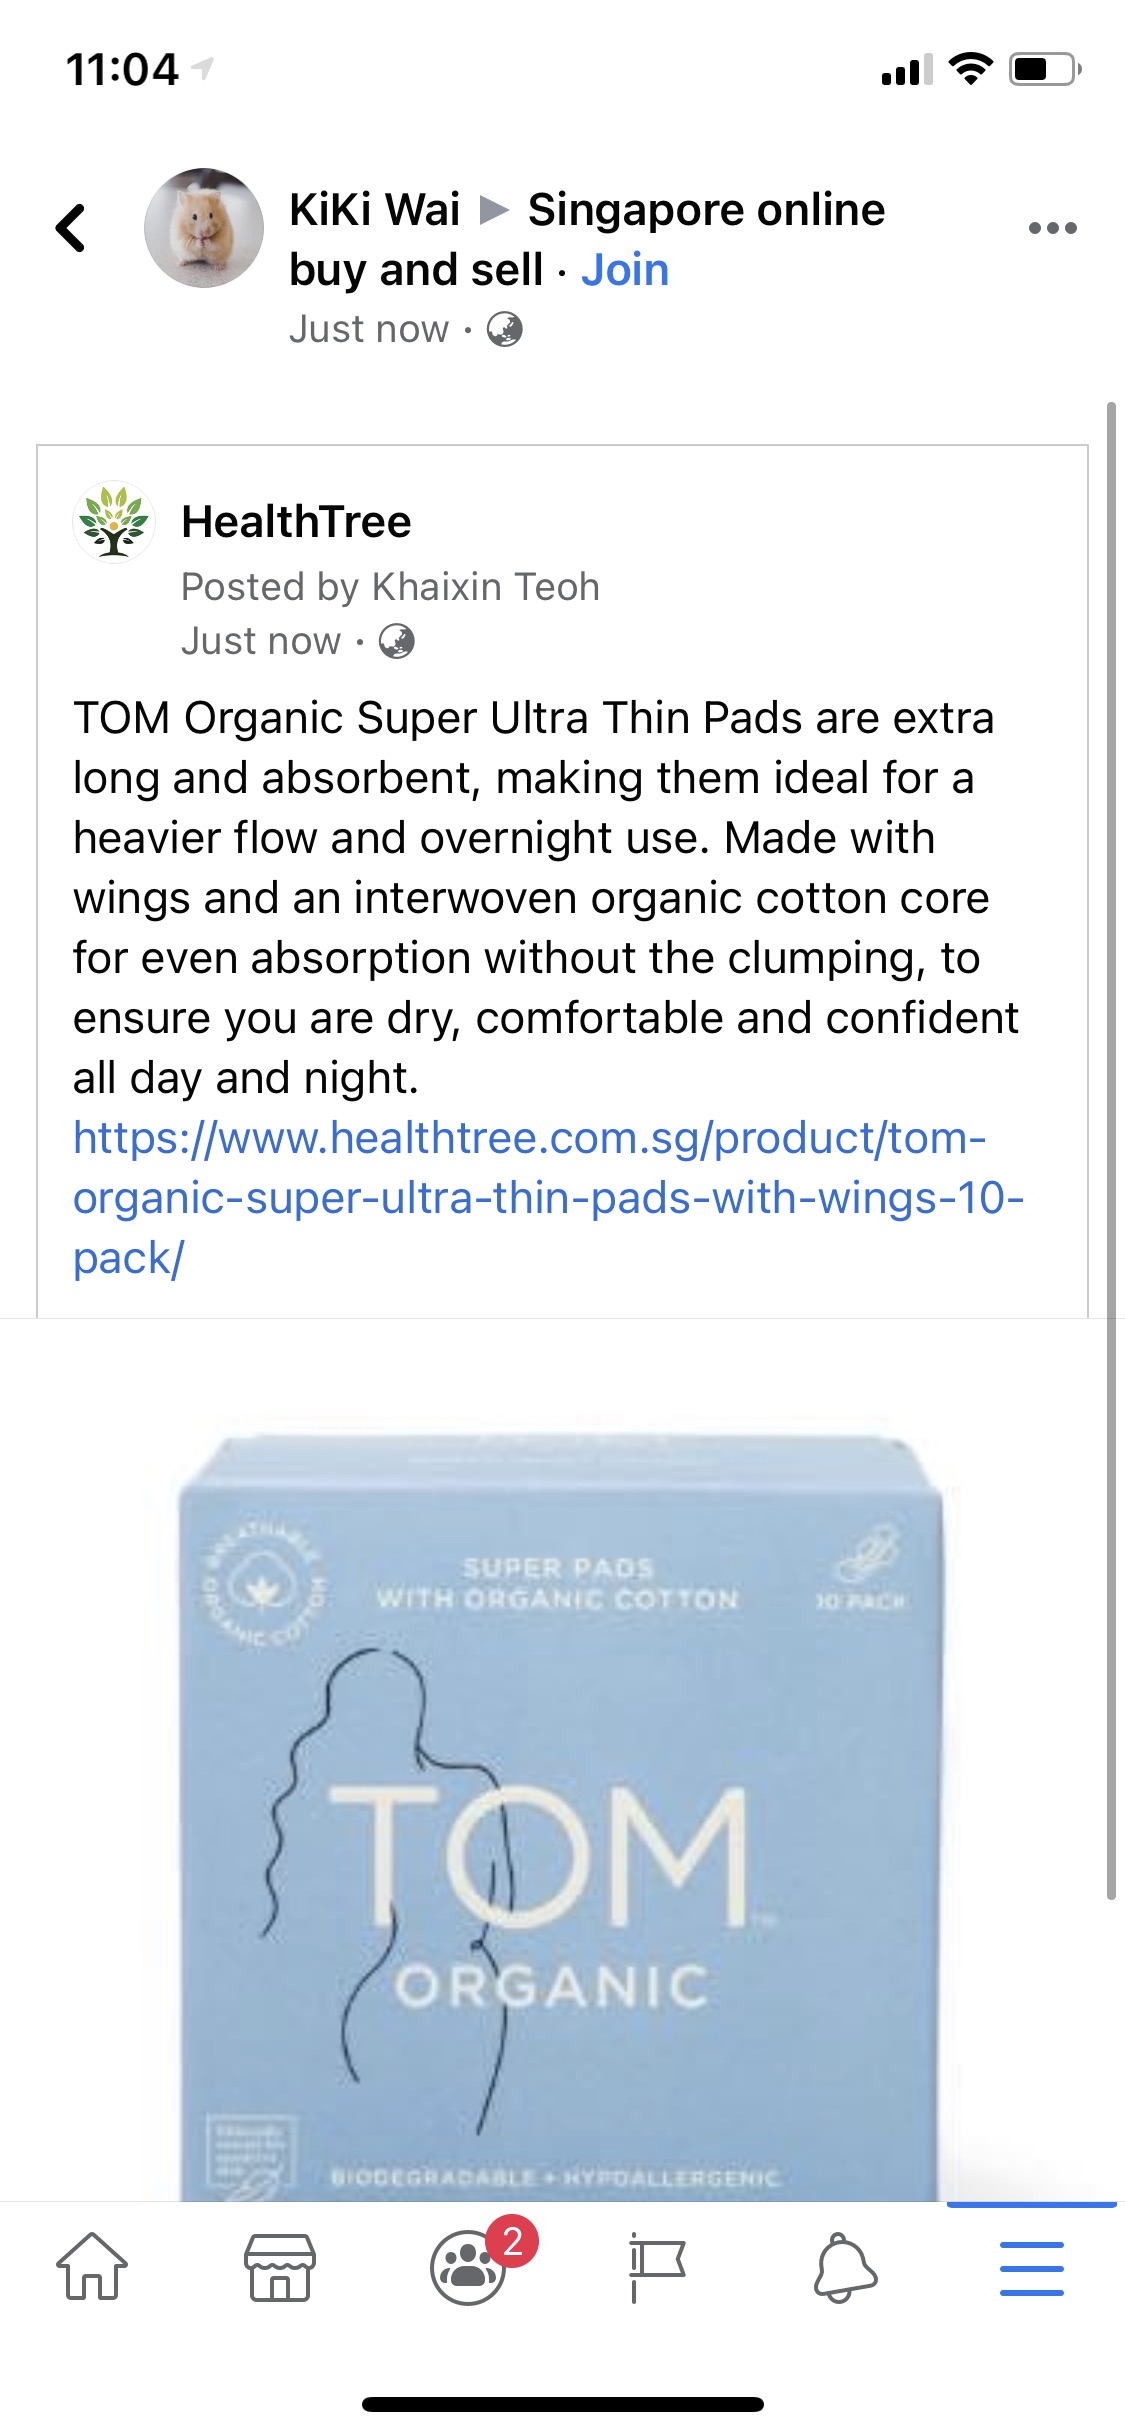 11:04
KiKi Wai ▶ Singapore online
buy and sell · Join
Just now ·
HealthTree
Posted by Khaixin Teoh
Just now ·
TOM Organic Super Ultra Thin Pads are extra
long and absorbent, making them ideal for a
heavier flow and overnight use. Made with
wings and an interwoven organic cotton core
for even absorption without the clumping, to
ensure you are dry, comfortable and confident
all day and night.
https://www.healthtree.com.sg/product/tom-
organic-super-ultra-thin-pads-with-wings-10-
pack/
BREATHABLE
ORGANIC COTTON
SUPER PADS
WITH ORGANIC COTTON
10 PACK
TOM™
ORGANIC
BIODEGRADABLE + HYPOALLERGENIC
2